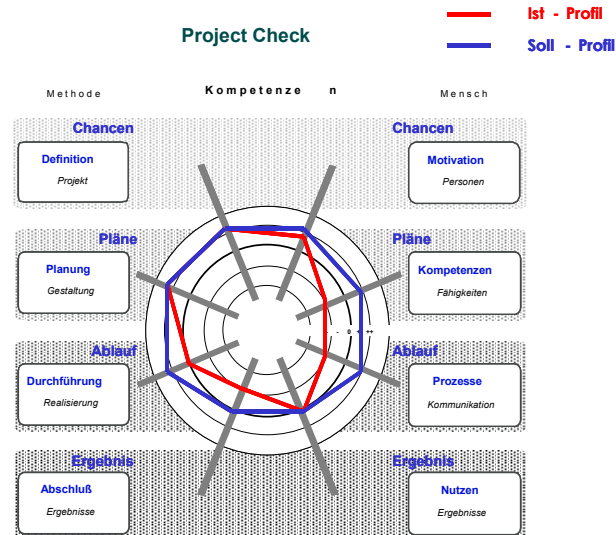 Ist - Profil
Project Check
Soll - Profil
Methode
Kompetenze n
Mensch
Chancen
Chancen
Definition
Projekt
Motivation
Personen
Pläne
Pläne
Planung
Gestaltung
Kompetenzen
Fähigkeiten
- - 0 + ++
Ablauf
Ablauf
Durchführung
Realisierung
Prozesse
Kommunikation
Ergebnis
Ergebnis
Abschluß
Ergebnisse
Nutzen
Ergebnisse